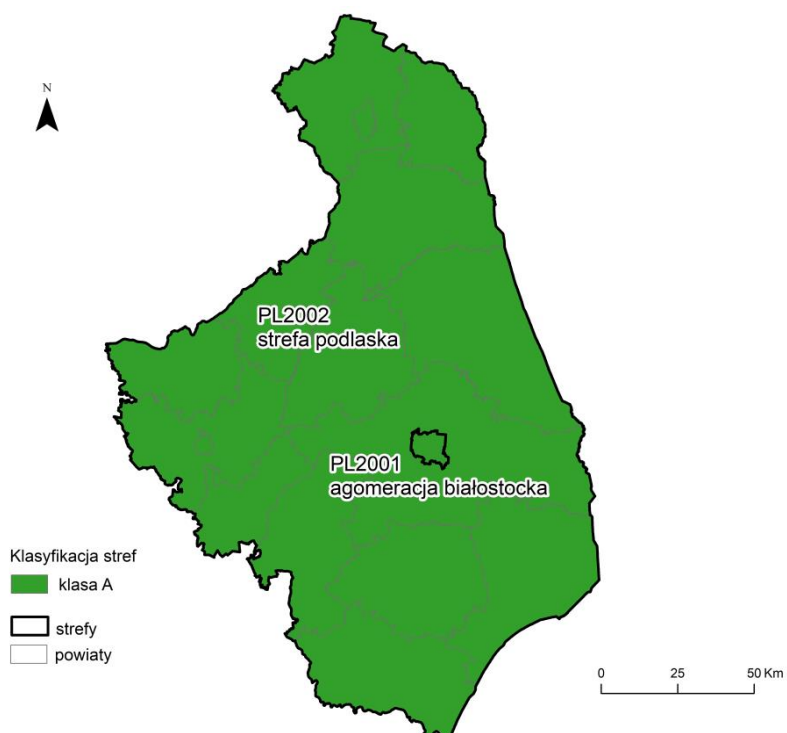 N
PL2002
strefa podlaska
PL2001
agomeracja białostocka
Klasyfikacja stref
klasa A
strefy
powiaty
0 25 50 Km